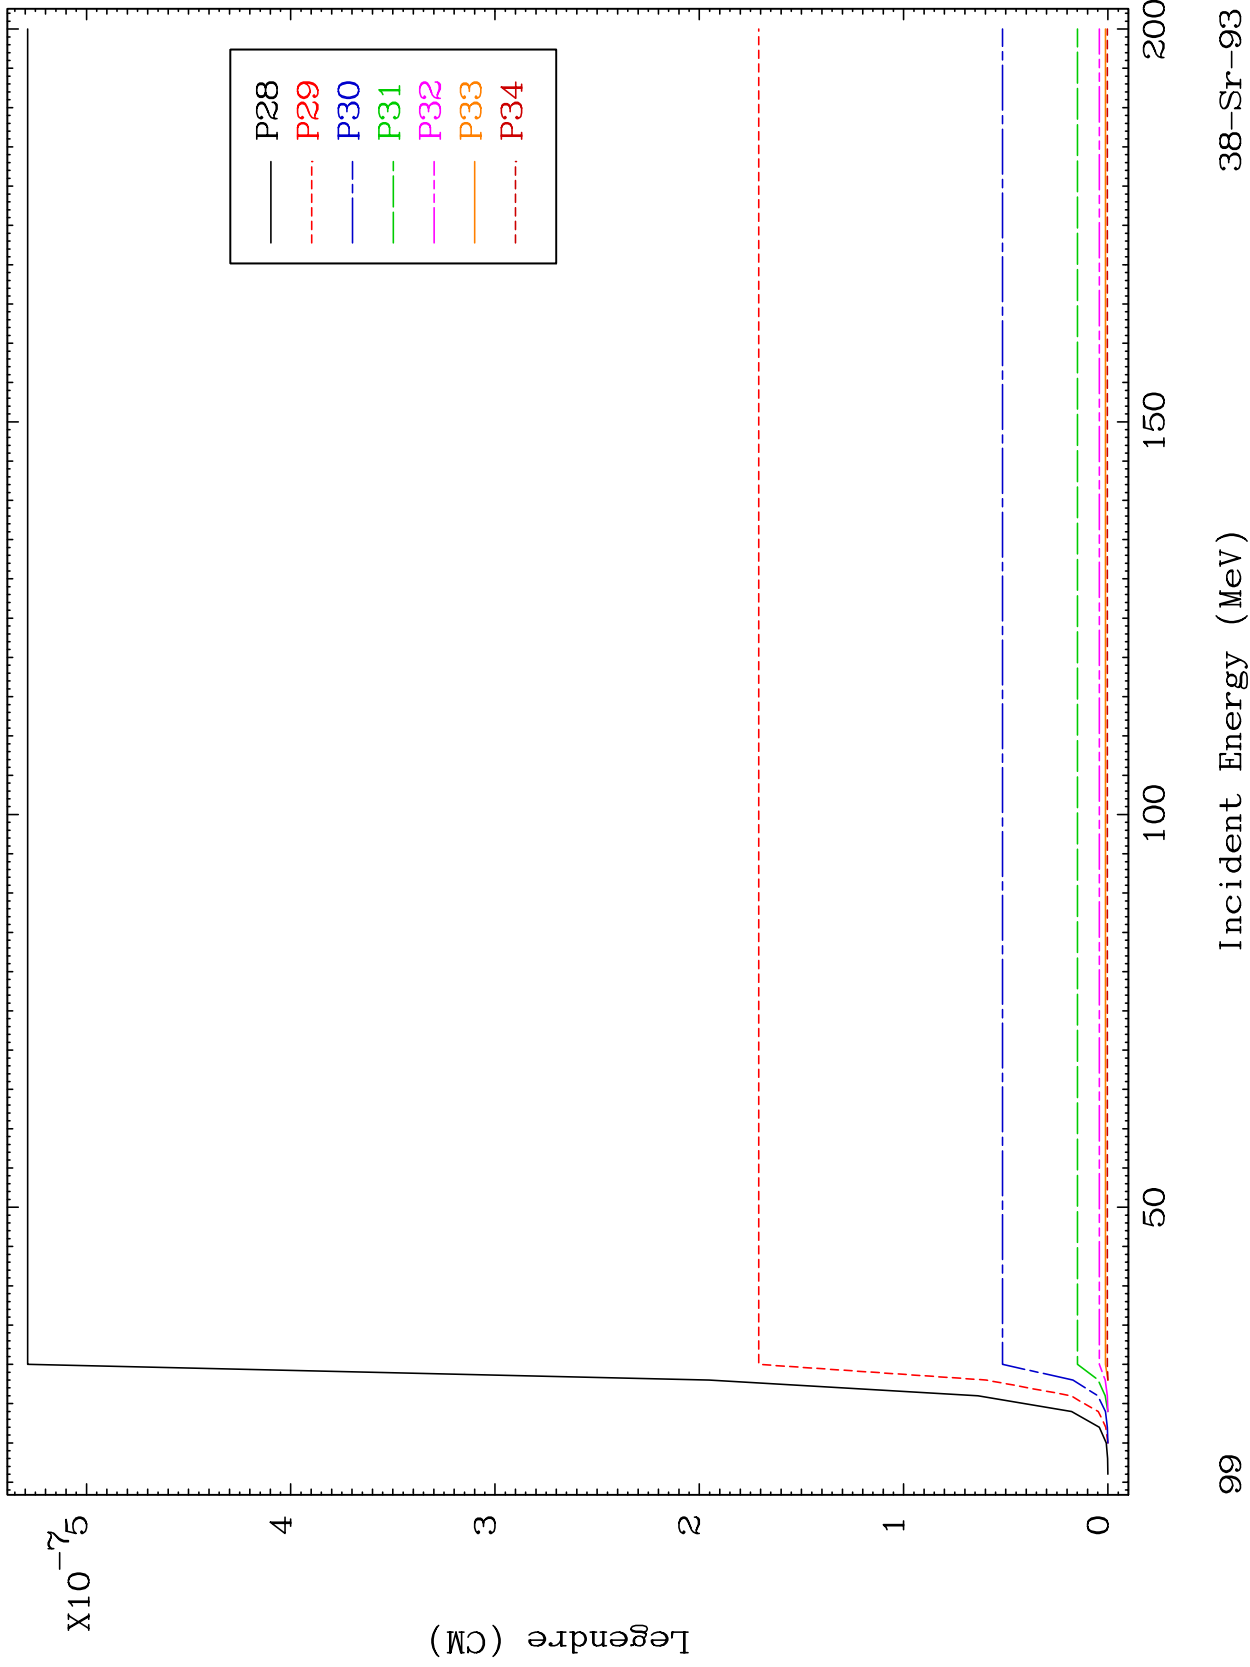 X10-7
5
4
3
2
1
0
Legendre (CM)
P28
P29
P30
P31
P32
P33
P34
50
100
150
200
Incident Energy (MeV)
99
38-Sr-93